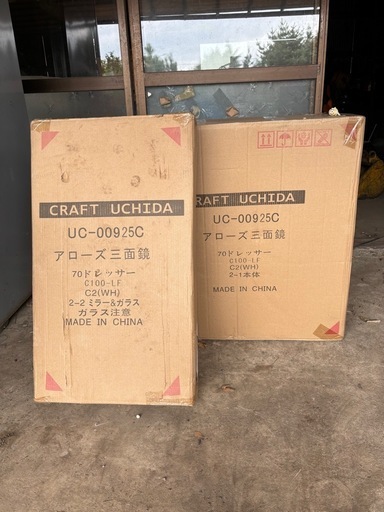 CRAFT UCHIDA
UC-00925C
アローズ三面鏡
70ドレッサー
C100-LF
C2(WH)
2-2 ミラー&ガラス
ガラス注意
MADE IN CHINA
CRAFT UCHIDA
UC-00925C
アローズ三面鏡
70ドレッサー
C100-LF
C2(WH)
2-1本体
MADE IN CHINA